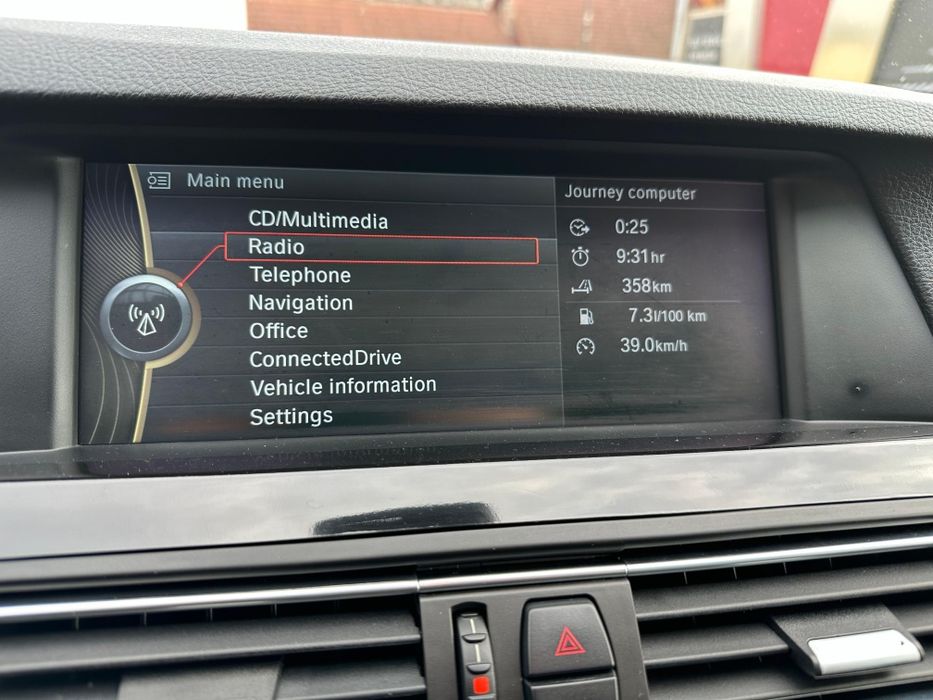 Main menu
CD/Multimedia
Radio
Telephone
Navigation
Office
ConnectedDrive
Vehicle information
Settings
Journey computer
0:25
9:31hr
358km
7.3l/100 km
39.0km/h